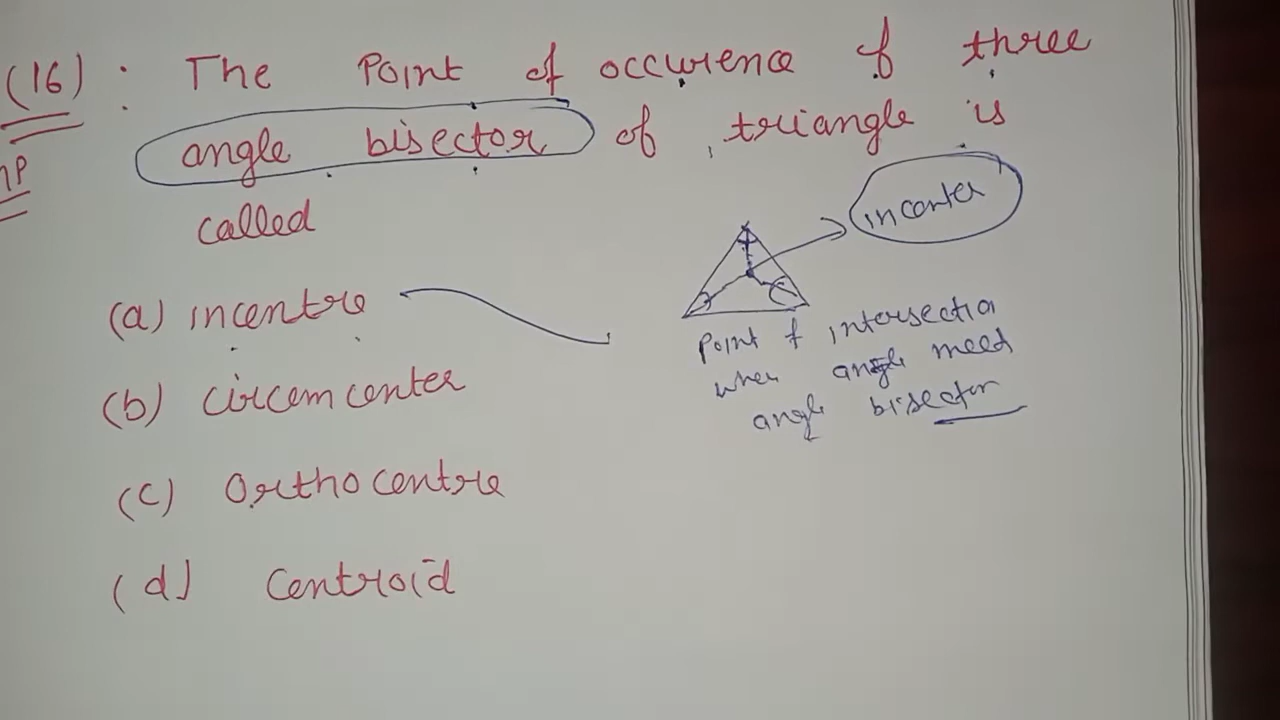 (16) : The Point of occurence of three
angle bisector of triangle is
called
(a) incentre
(b) circemcenter
(c) Orthocentre
(d) Centroid
incenter
Point of intersection
when angle meet
angle bisector